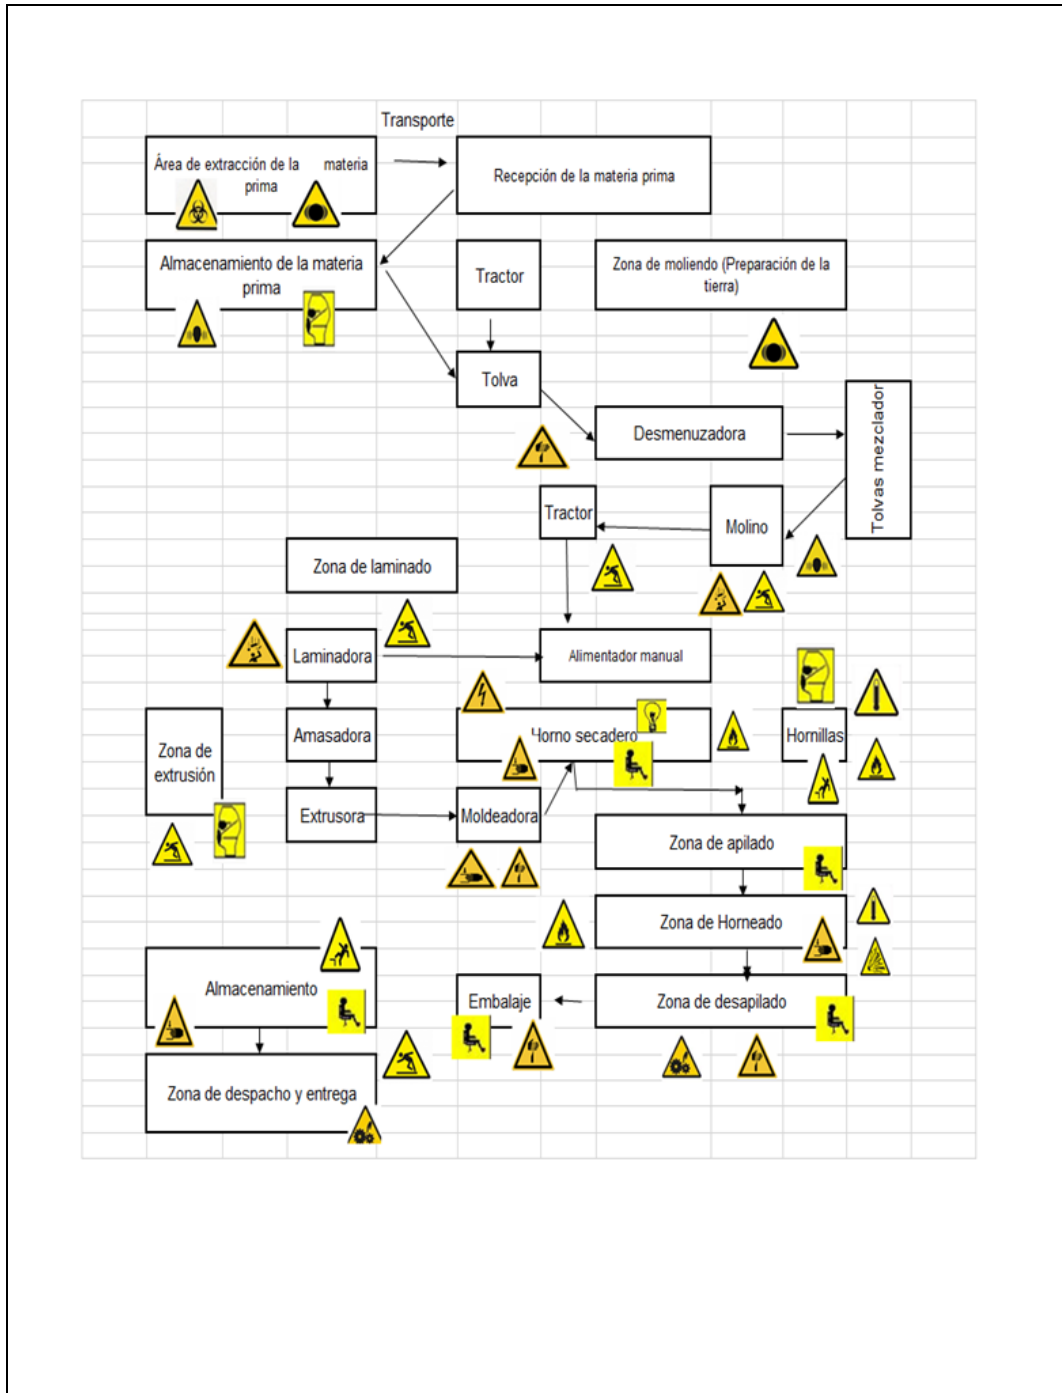 Transporte
Área de extracción de la materia
prima
Recepción de la materia prima
Almacenamiento de la materia
prima
Tractor
Zona de moliendo (Preparación de la
tierra)
Tolva
Desmenuzadora
Tolvas mezclador
Tractor
Molino
Zona de laminado
Laminadora
Alimentador manual
Zona de
extrusión
Amasadora
Horno secadero
Hornillas
Extrusora
Moldeadora
Zona de apilado
Zona de Horneado
Almacenamiento
Embalaje
Zona de desapilado
Zona de despacho y entrega